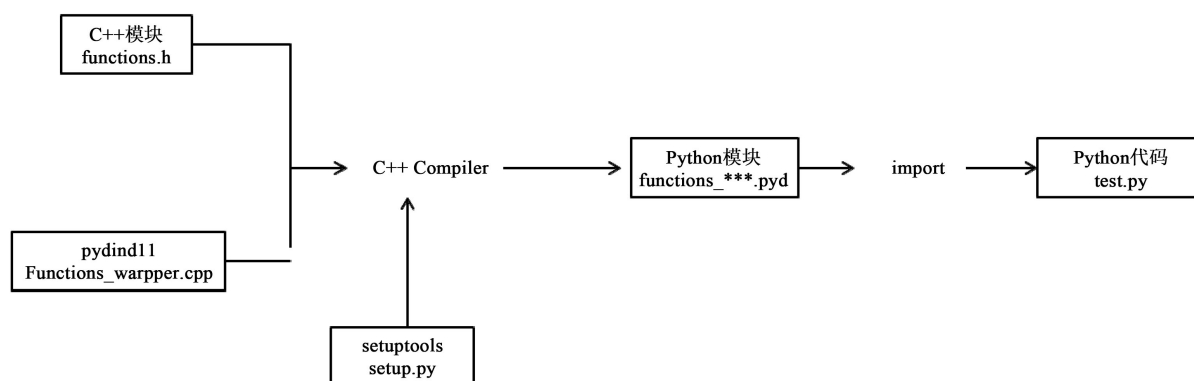 C++模块
functions.h
C++ Compiler
Python模块
functions_***.pyd
import
Python代码
test.py
pydind11
Functions_warpper.cpp
setuptools
setup.py